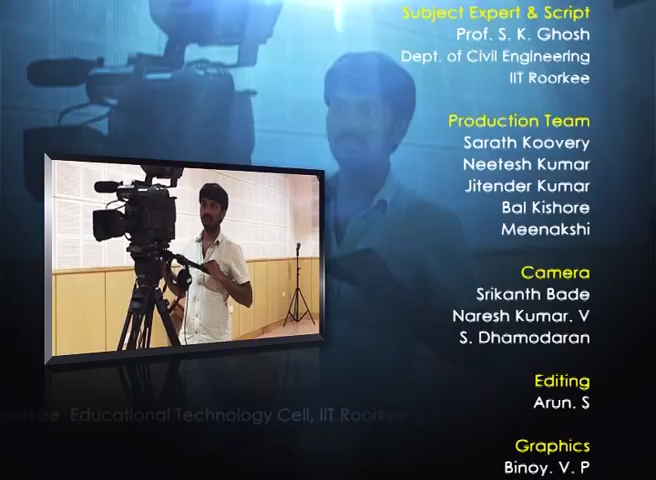 Subject Expert & Script
Prof. S. K. Ghosh
Dept. of Civil Engineering
IIT Roorkee
Production Team
Sarath Koovery
Neetesh Kumar
Jitender Kumar
Bal Kishore
Meenakshi
Camera
Srikanth Bade
Naresh Kumar. V
S. Dhamodaran
Editing
Arun. S
Educational Technology Cell, IIT Roorkee
Graphics
Binoy. V. P